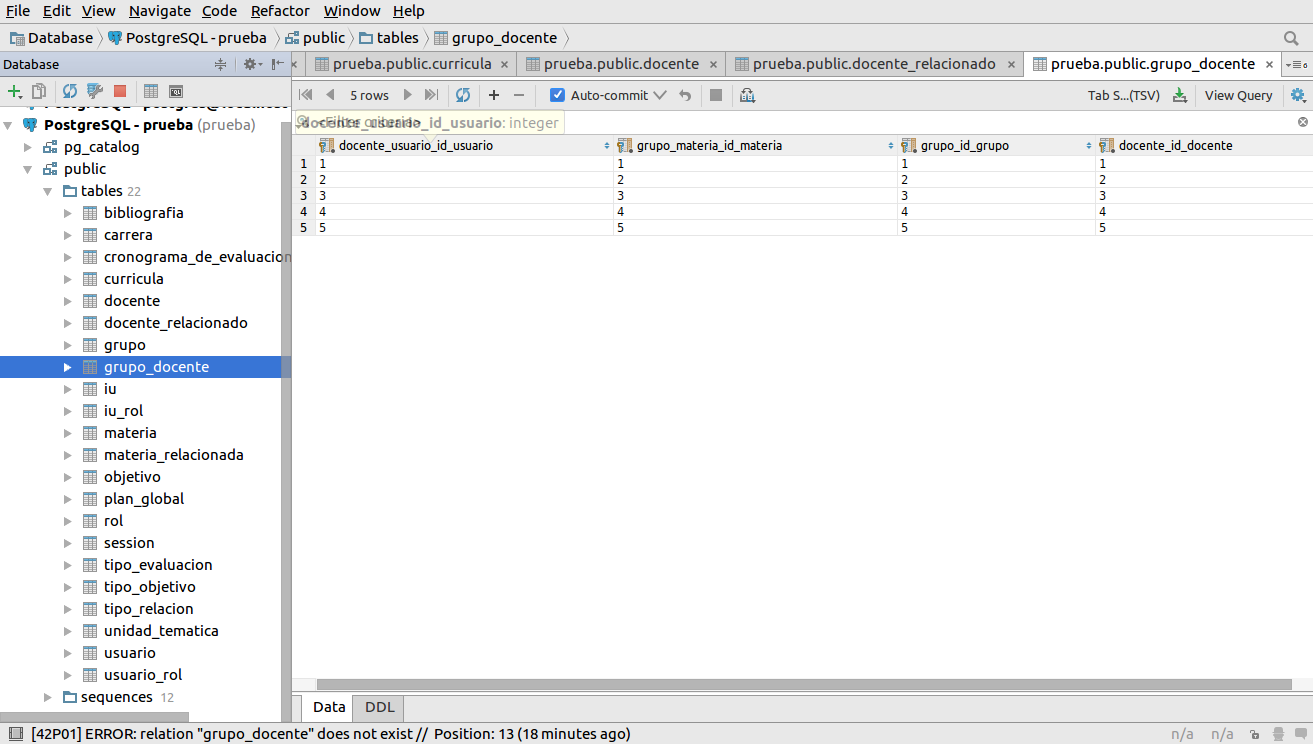 File Edit View Navigate Code Refactor Window Help
Database PostgreSQL - prueba public tables grupo_docente
Database
prueba.public.curricula prueba.public.docente prueba.public.docente_relacionado prueba.public.grupo_docente 6
5 rows Auto-commit Tab S...(TSV) View Query
docente_usuario_id_usuario: integer
<Filter criteria>
PostgreSQL - prueba (prueba)
pg_catalog
public
tables 22
bibliografia
carrera
cronograma_de_evaluacion
curricula
docente
docente_relacionado
grupo
grupo_docente
iu
iu_rol
materia
materia_relacionada
objetivo
plan_global
rol
session
tipo_evaluacion
tipo_objetivo
tipo_relacion
unidad_tematica
usuario
usuario_rol
sequences 12
docente_usuario_id_usuario grupo_materia_id_materia grupo_id_grupo docente_id_docente
1 1 1 1 1
2 2 2 2 2
3 3 3 3 3
4 4 4 4 4
5 5 5 5 5
Data DDL
[42P01] ERROR: relation "grupo_docente" does not exist // Position: 13 (18 minutes ago) n/a n/a